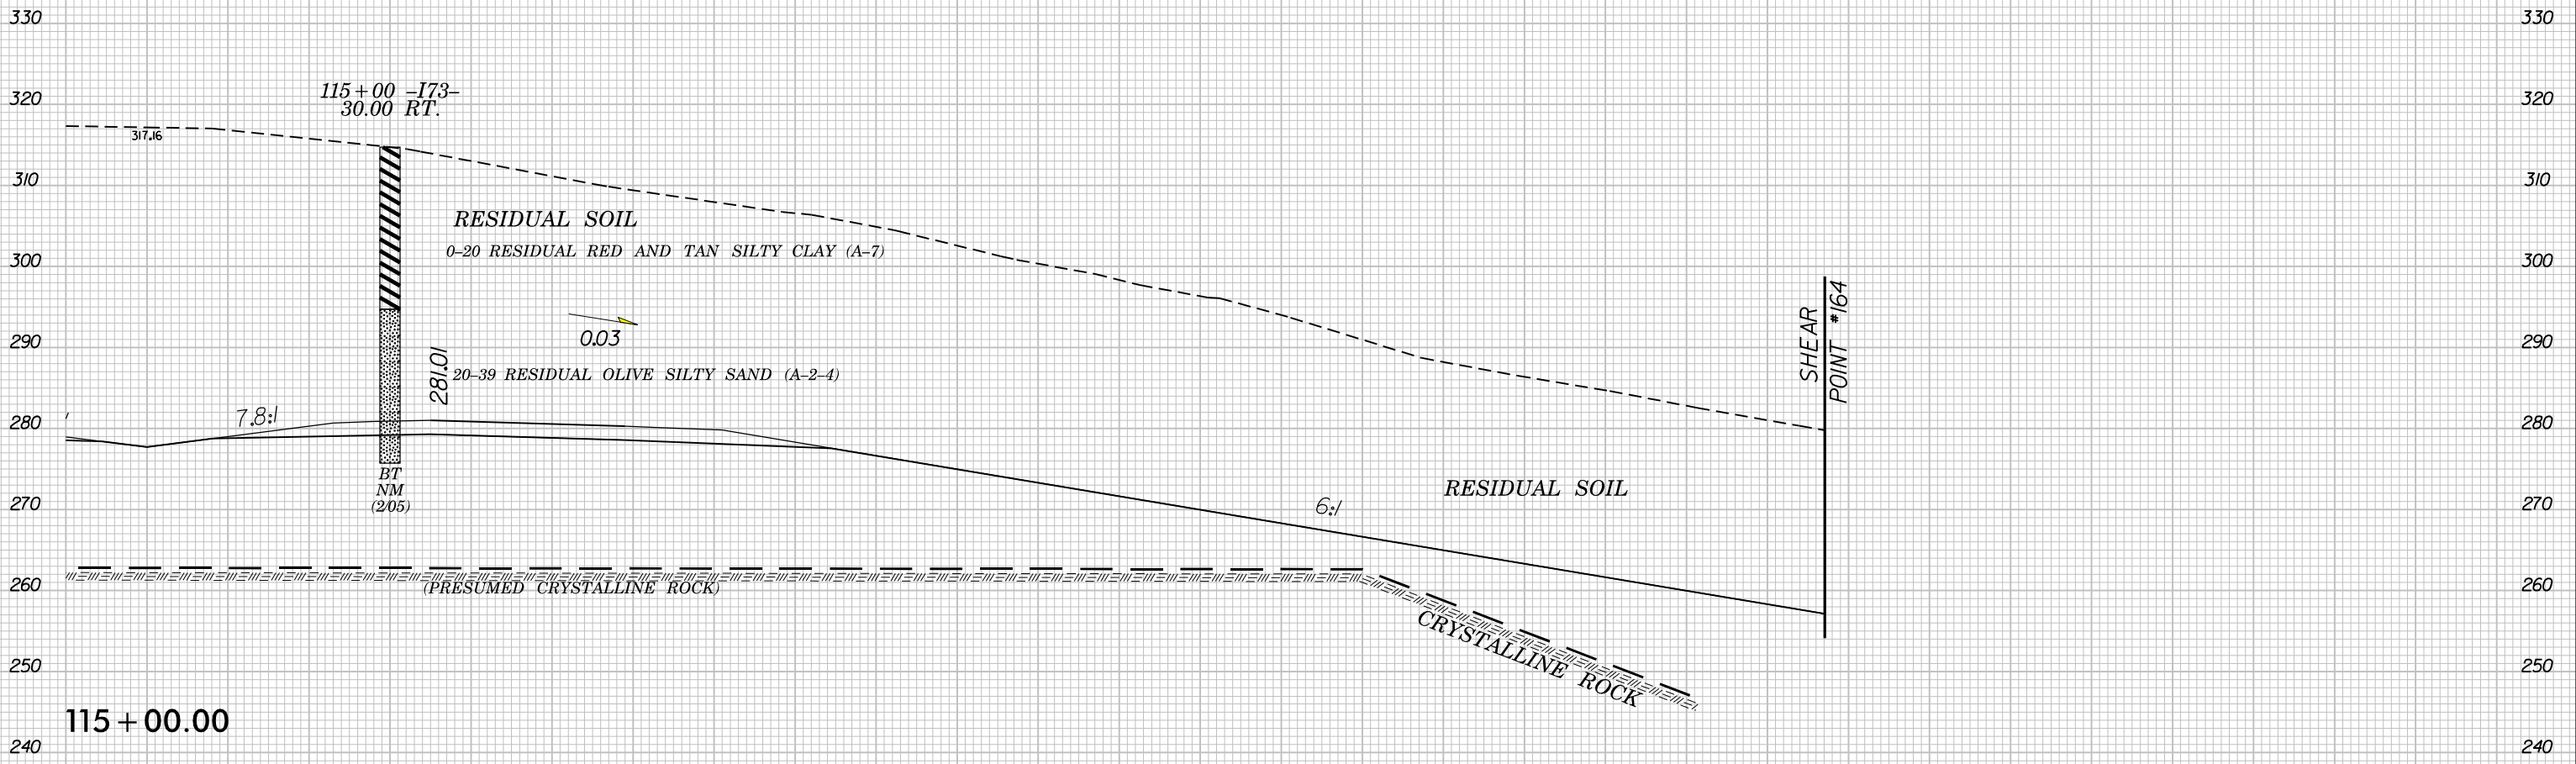 330
330
115+00 –I73–
30.00 RT.
320
320
317.16
310
310
RESIDUAL SOIL
0–20 RESIDUAL RED AND TAN SILTY CLAY (A–7)
300
300
SHEAR
POINT #164
0.03
290
290
281.01
20–39 RESIDUAL OLIVE SILTY SAND (A–2–4)
7.8:1
280
280
BT
NM
(2/05)
RESIDUAL SOIL
6:1
270
270
260
260
(PRESUMED CRYSTALLINE ROCK)
CRYSTALLINE ROCK
250
250
115+00.00
240
240